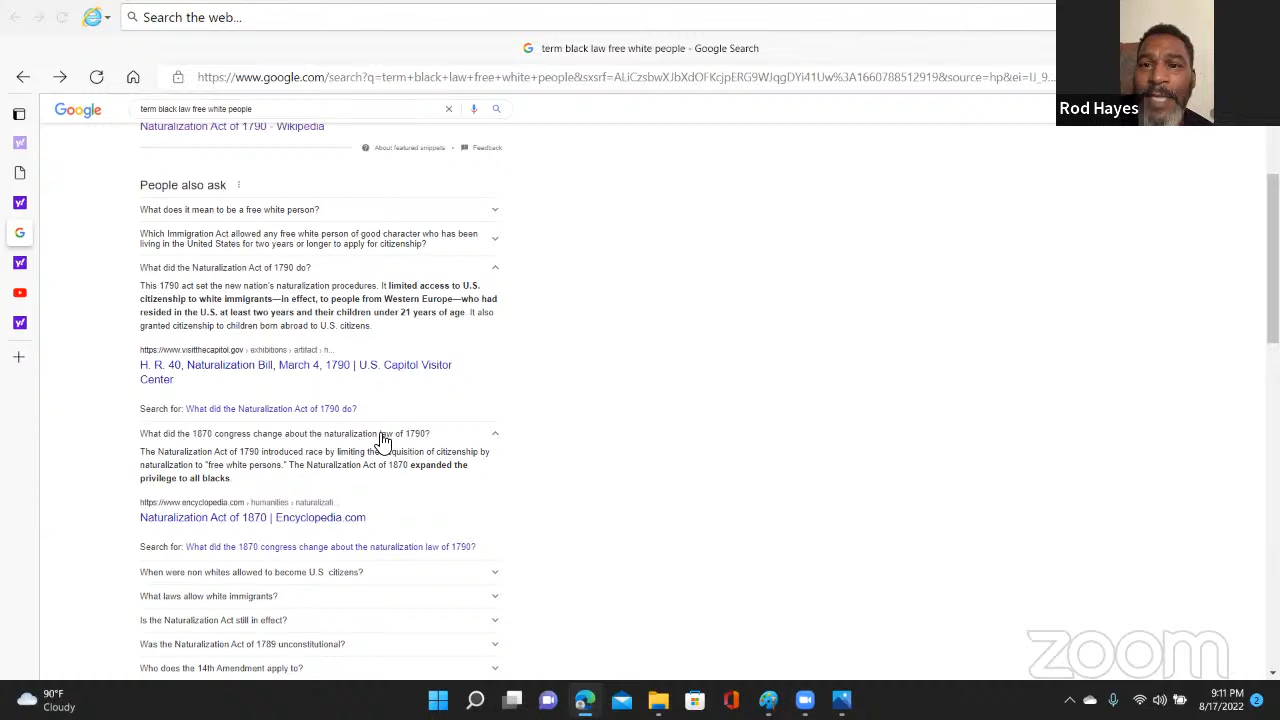 Search the web...
term black law free white people - Google Search
https://www.google.com/search?q=term+black+law+free+white+people&sxsrf=ALiCzsbwXJbXdOFKcjpERG9WJqgDYi41Uw%3A1660788512919&source=hp&ei=IJ_9...
Rod Hayes
Google
term black law free white people
Naturalization Act of 1790 - Wikipedia
About featured snippets
Feedback
People also ask
What does it mean to be a free white person?
Which Immigration Act allowed any free white person of good character who has been
living in the United States for two years or longer to apply for citizenship?
What did the Naturalization Act of 1790 do?
This 1790 act set the new nation's naturalization procedures. It limited access to U.S.
citizenship to white immigrants—in effect, to people from Western Europe—who had
resided in the U.S. at least two years and their children under 21 years of age. It also
granted citizenship to children born abroad to U.S. citizens.
https://www.visitthecapitol.gov › exhibitions › artifact › h...
H. R. 40, Naturalization Bill, March 4, 1790 | U.S. Capitol Visitor
Center
Search for: What did the Naturalization Act of 1790 do?
What did the 1870 congress change about the naturalization law of 1790?
The Naturalization Act of 1790 introduced race by limiting the acquisition of citizenship by
naturalization to "free white persons." The Naturalization Act of 1870 expanded the
privilege to all blacks.
https://www.encyclopedia.com › humanities › naturalizati...
Naturalization Act of 1870 | Encyclopedia.com
Search for: What did the 1870 congress change about the naturalization law of 1790?
When were non whites allowed to become U.S. citizens?
What laws allow white immigrants?
Is the Naturalization Act still in effect?
Was the Naturalization Act of 1789 unconstitutional?
Who does the 14th Amendment apply to?
zoom
90°F
Cloudy
9:11 PM
8/17/2022
2